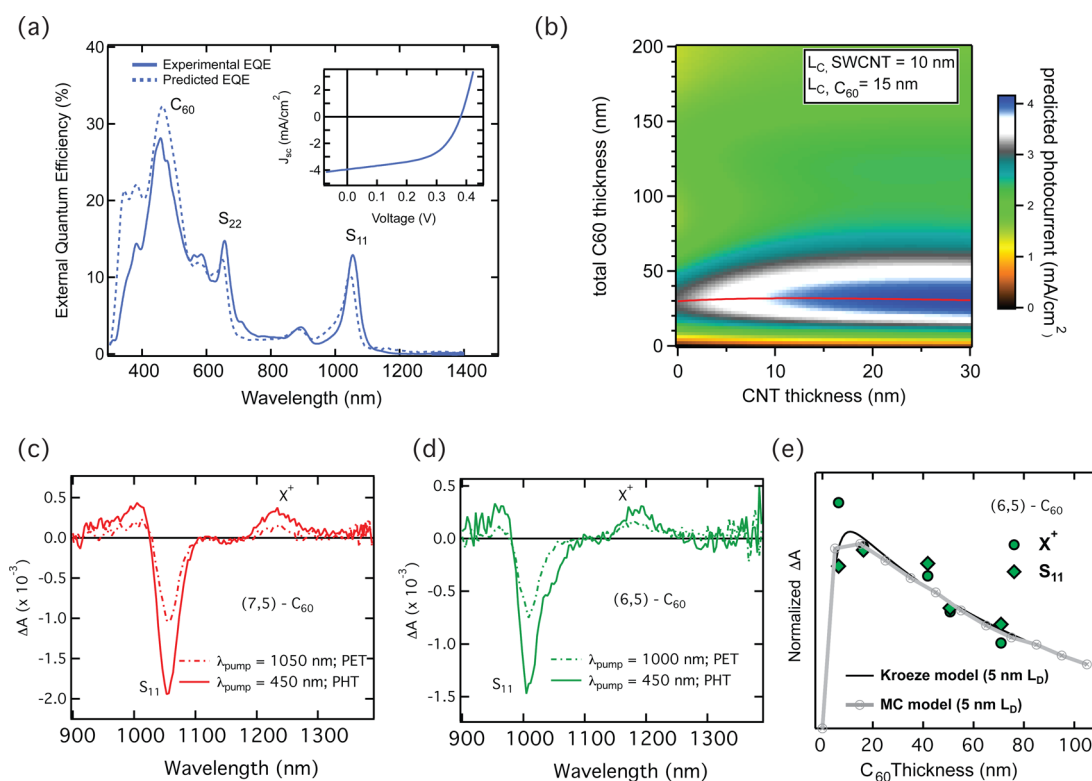 (a)
40
30
20
10
0
External Quantum Efficiency (%)
Experimental EQE
Predicted EQE
C60
S22
S11
2
0
-2
-4
Jsc (mA/cm²)
0.0 0.1 0.2 0.3 0.4
Voltage (V)
400 600 800 1000 1200 1400
Wavelength (nm)
(b)
200
150
100
50
0
total C60 thickness (nm)
LC, SWCNT = 10 nm
LC, C60 = 15 nm
0 10 20 30
CNT thickness (nm)
4
3
2
1
0
predicted photocurrent (mA/cm²)
(c)
0.5
0.0
-0.5
-1.0
-1.5
-2.0
ΔA (x 10⁻³)
X⁺
(7,5) - C60
λpump = 1050 nm; PET
λpump = 450 nm; PHT
S11
900 1000 1100 1200 1300
Wavelength (nm)
(d)
0.5
0.0
-0.5
-1.0
-1.5
ΔA (x 10⁻³)
X⁺
(6,5) - C60
λpump = 1000 nm; PET
λpump = 450 nm; PHT
S11
900 1000 1100 1200 1300
Wavelength (nm)
(e)
Normalized ΔA
(6,5) - C60
X⁺
S11
Kroeze model (5 nm LD)
MC model (5 nm LD)
0 20 40 60 80 100
C60Thickness (nm)